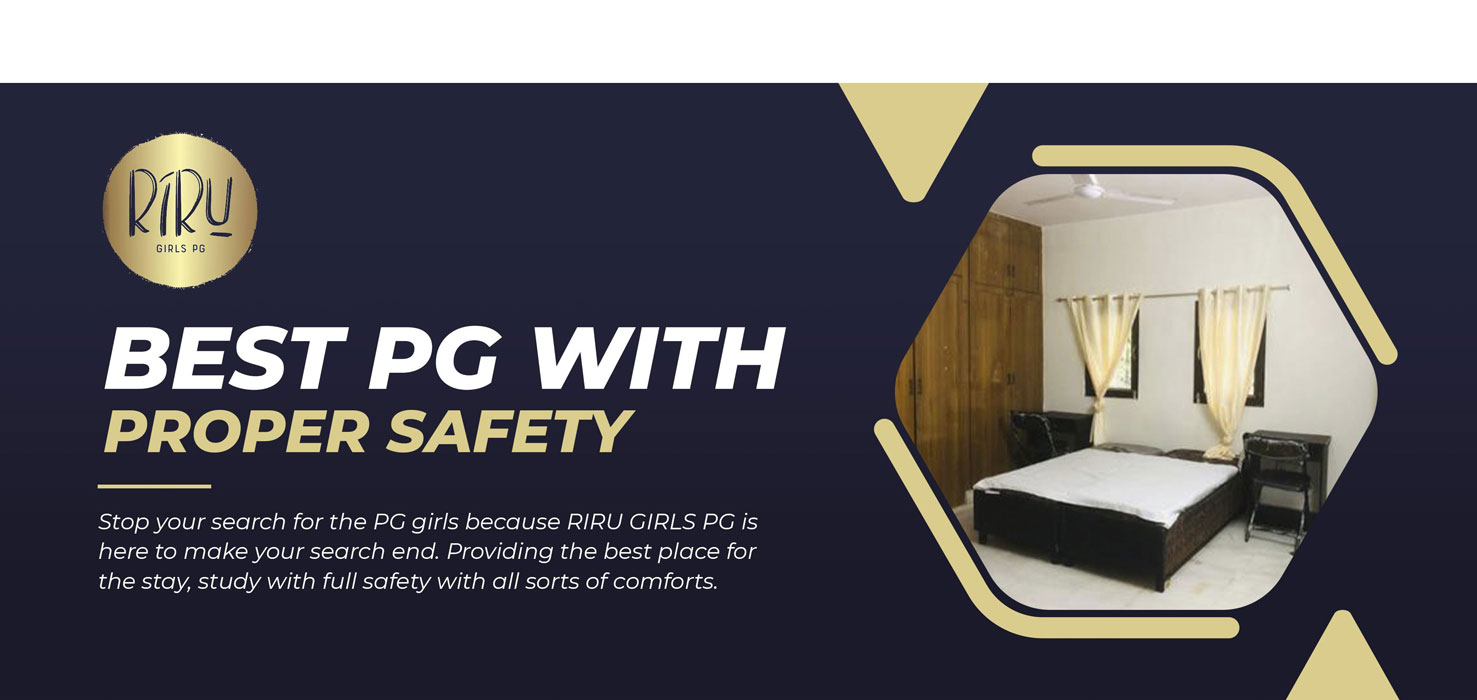 RIRU
GIRLS PG
BEST PG WITH
PROPER SAFETY
Stop your search for the PG girls because RIRU GIRLS PG is
here to make your search end. Providing the best place for
the stay, study with full safety with all sorts of comforts.